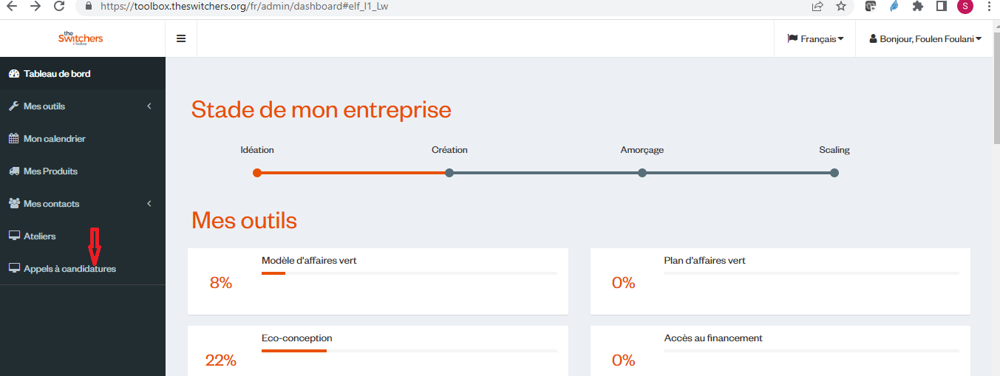 https://toolbox.theswitchers.org/fr/admin/dashboard#elf_l1_Lw
S
the
Switchers
Toolbox
Français
Bonjour, Foulen Foulani
Tableau de bord
Mes outils
Mon calendrier
Mes Produits
Mes contacts
Ateliers
Appels à candidatures
Stade de mon entreprise
Idéation
Création
Amorçage
Scaling
Mes outils
Modèle d'affaires vert
8%
Plan d'affaires vert
0%
Eco-conception
22%
Accès au financement
0%